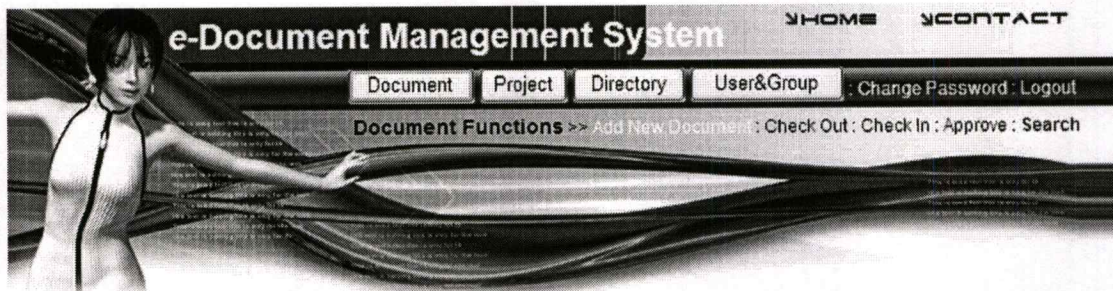 HOME CONTACT
e-Document Management System
Document Project Directory User&Group : Change Password : Logout
Document Functions >> Add New Document : Check Out : Check In : Approve : Search